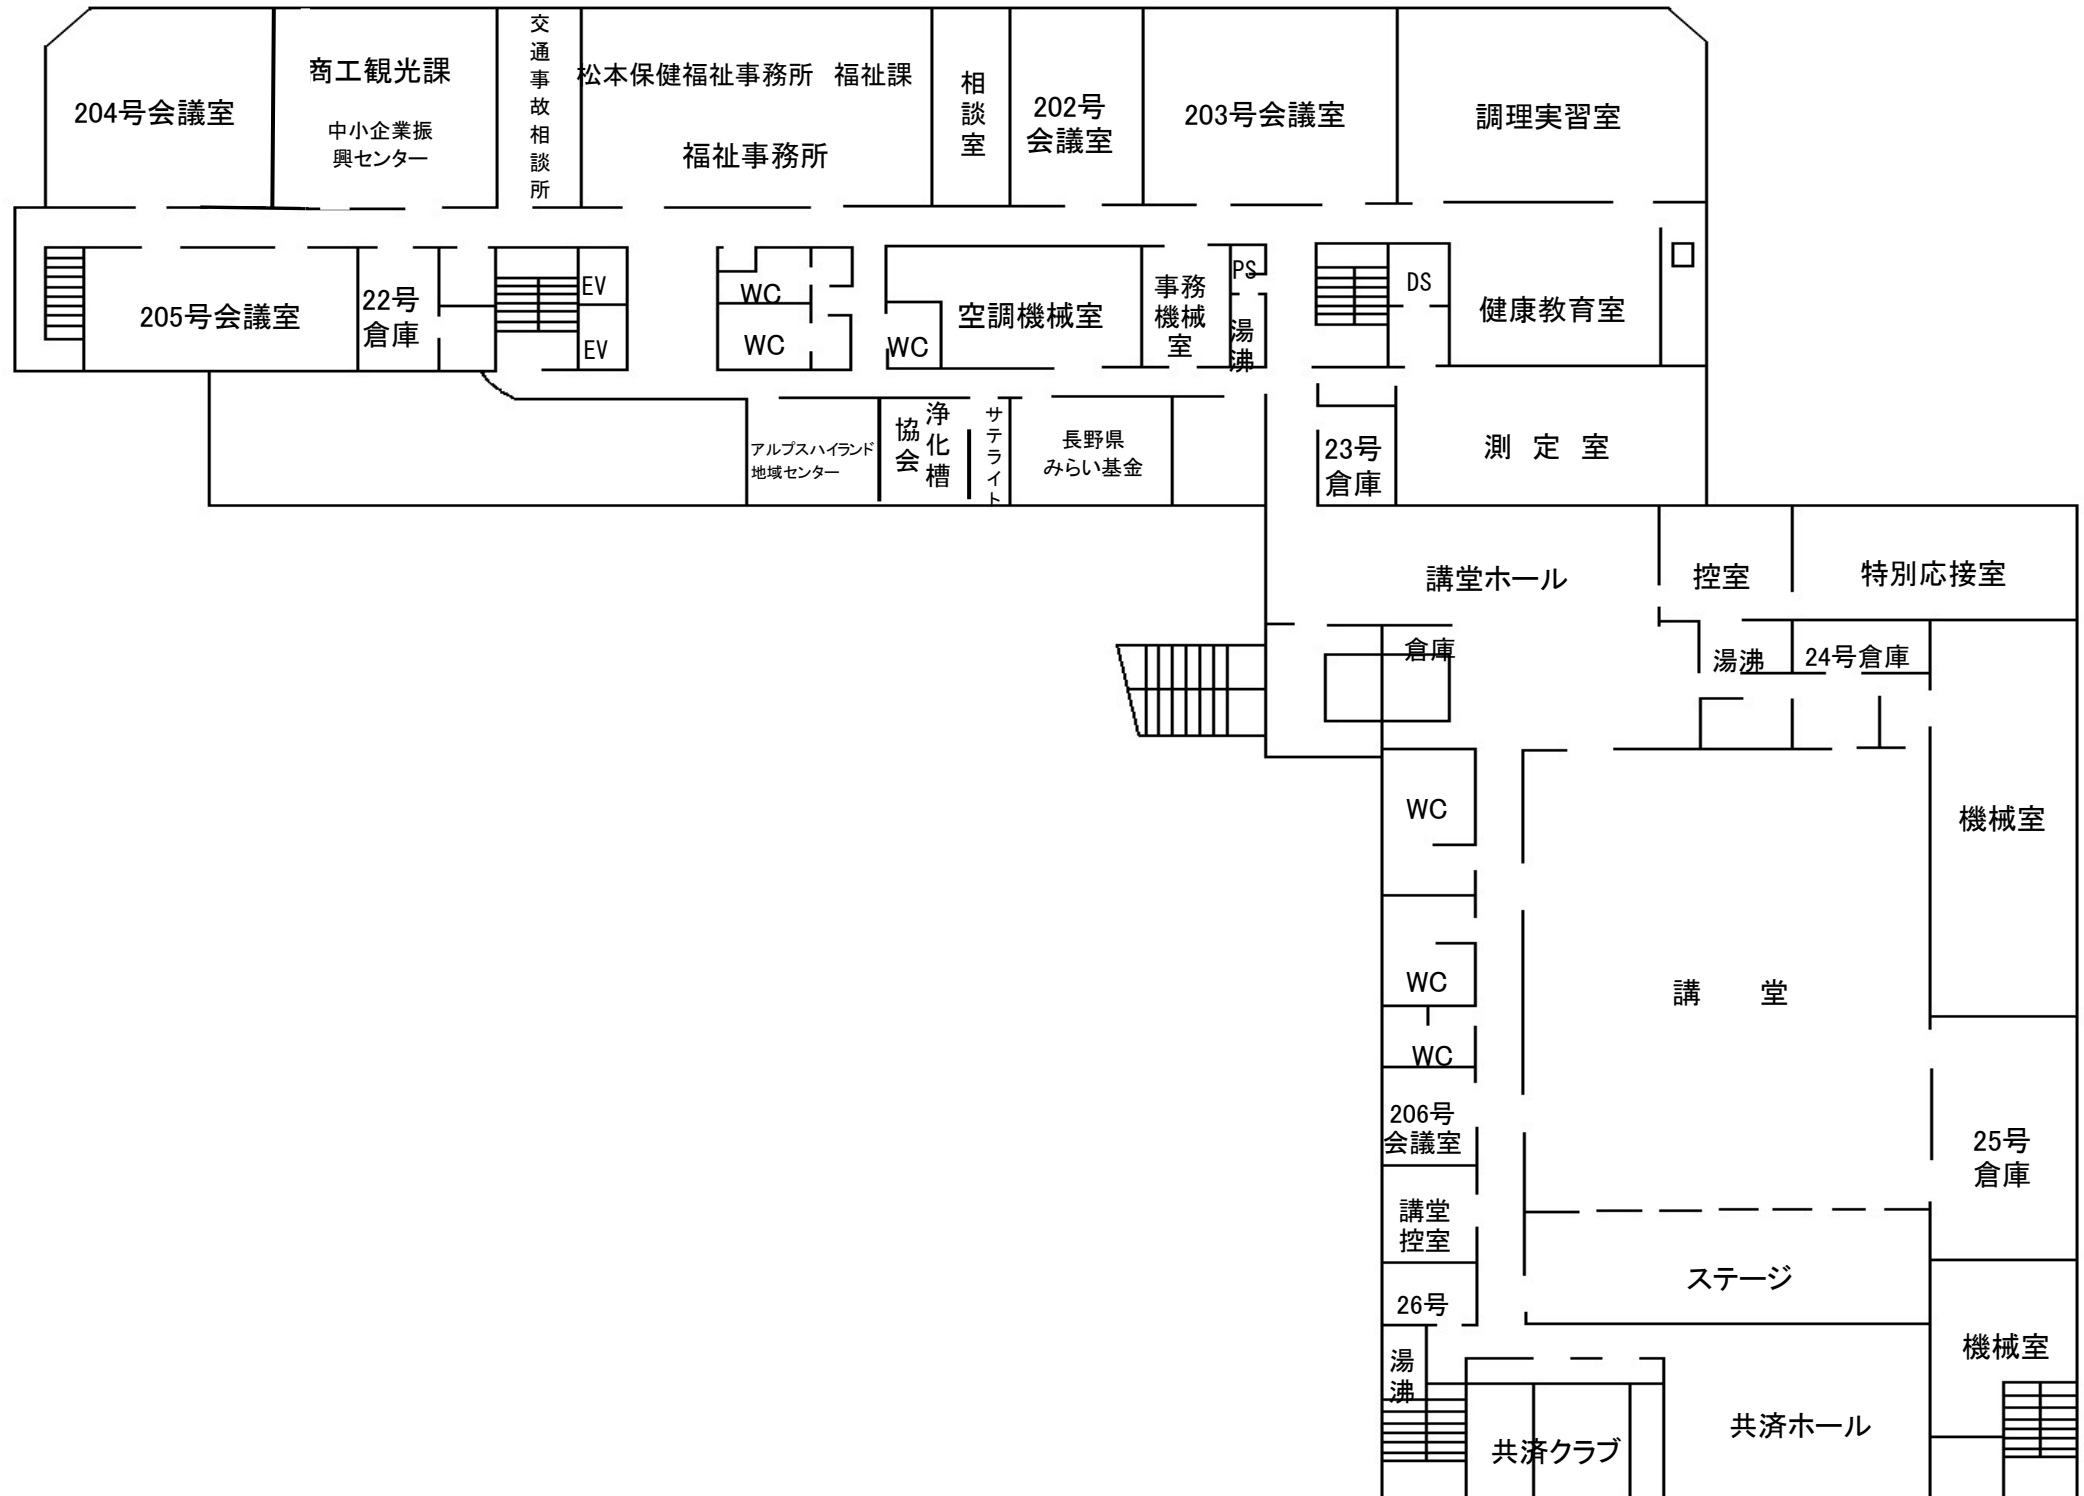 204号会議室
商工観光課
中小企業振
興センター
交通事故相談所
松本保健福祉事務所　福祉課
福祉事務所
相談室
202号
会議室
203号会議室
調理実習室
205号会議室
22号
倉庫
EV
EV
WC
WC
WC
空調機械室
事務
機械
室
PS
湯沸
DS
健康教育室
アルプスハイランド
地域センター
浄化槽
協会
サテライト
長野県
みらい基金
23号
倉庫
測　定　室
講堂ホール
控室
特別応接室
倉庫
湯沸
24号倉庫
WC
機械室
WC
講　　堂
WC
206号
会議室
25号
倉庫
講堂
控室
ステージ
26号
機械室
湯沸
共済クラブ
共済ホール